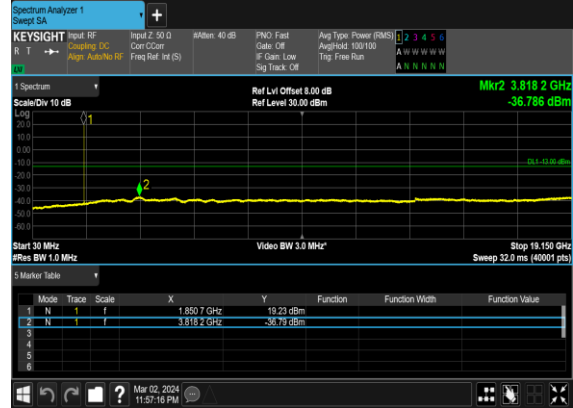 Spectrum Analyzer 1
Swept SA
+
KEYSIGHT Input: RF Input Z: 50 Ω #Atten: 40 dB PNO: Fast Avg Type: Power (RMS) 1 2 3 4 5 6
R T Coupling: DC Corr CCorr Gate: Off Avg|Hold: 100/100 A W W W W W
Align: Auto/No RF Freq Ref: Int (S) IF Gain: Low Trig: Free Run
LXI Sig Track: Off A N N N N N
1 Spectrum Ref Lvl Offset 8.00 dB Mkr2 3.818 2 GHz
Scale/Div 10 dB Ref Level 30.00 dBm -36.786 dBm
Log
20.0 1
10.0
0.00
-10.0 DL1 -13.00 dBm
-20.0
-30.0 2
-40.0
-50.0
-60.0
Start 30 MHz Video BW 3.0 MHz* Stop 19.150 GHz
#Res BW 1.0 MHz Sweep 32.0 ms (40001 pts)
5 Marker Table
Mode Trace Scale X Y Function Function Width Function Value
1 N 1 f 1.850 7 GHz 19.23 dBm
2 N 1 f 3.818 2 GHz -36.79 dBm
3
4
5
6
? Mar 02, 2024
11:57:16 PM